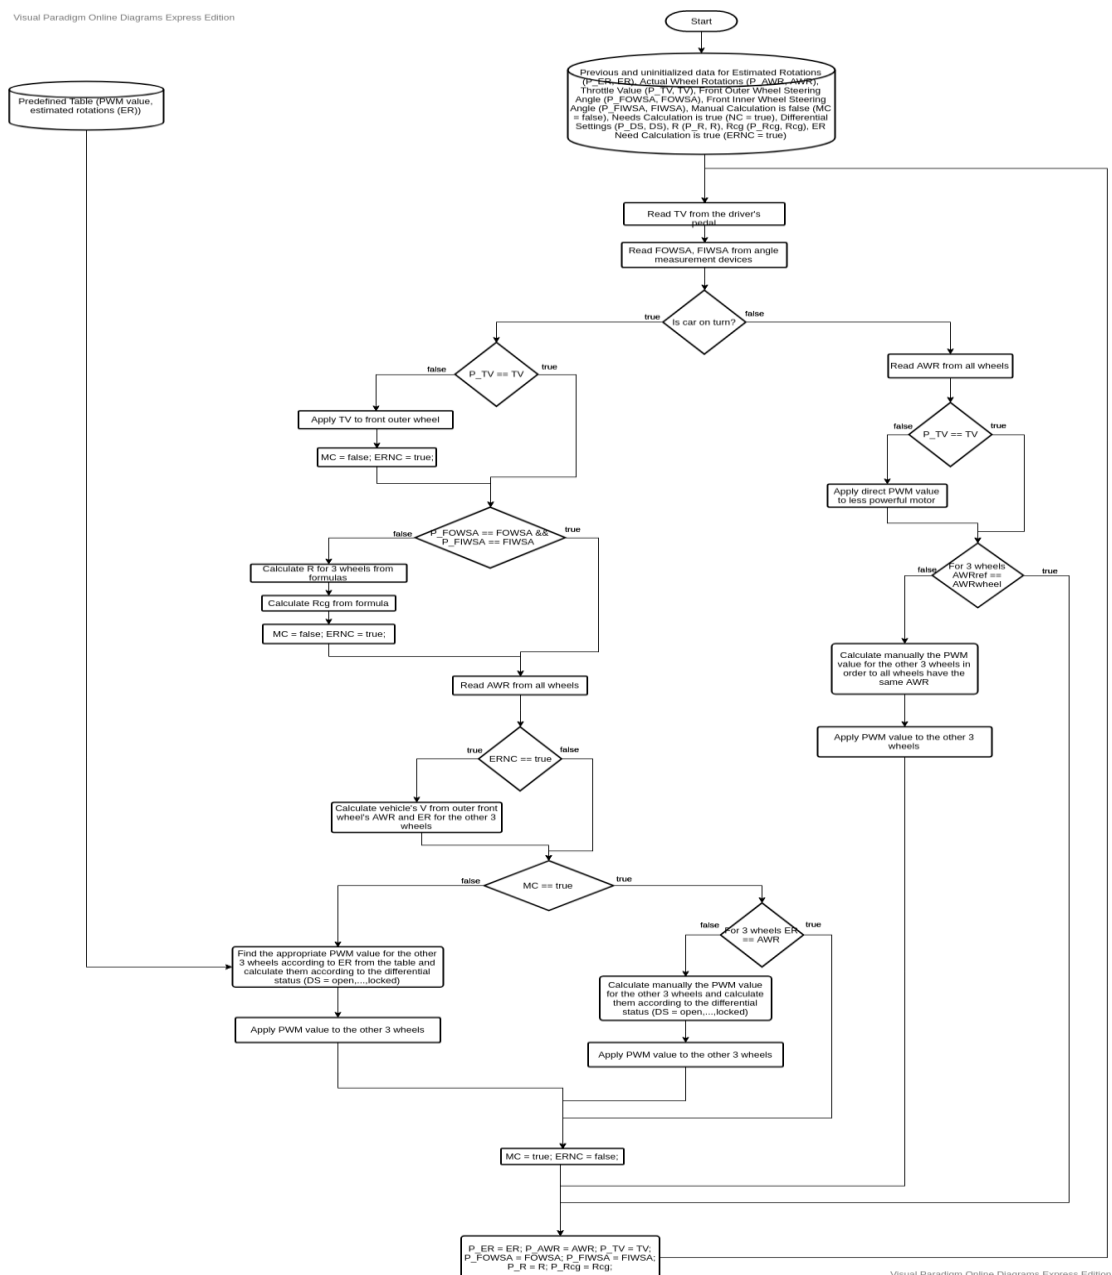 Visual Paradigm Online Diagrams Express Edition
Start
Predefined Table (PWM value,
estimated rotations (ER))
Previous and uninitialized data for Estimated Rotations
(P_ER, ER), Actual Wheel Rotations (P_AWR, AWR),
Throttle Value (P_TV, TV), Front Outer Wheel Steering
Angle (P_FOWSA, FOWSA), Front Inner Wheel Steering
Angle (P_FIWSA, FIWSA), Manual Calculation is false (MC
= false), Needs Calculation is true (NC = true), Differential
Settings (P_DS, DS), R (P_R, R), Rcg (P_Rcg, Rcg), ER
Need Calculation is true (ERNC = true)
Read TV from the driver's
pedal
Read FOWSA, FIWSA from angle
measurement devices
Is car on turn?
true
false
P_TV == TV
false
true
Read AWR from all wheels
Apply TV to front outer wheel
MC = false; ERNC = true;
P_TV == TV
false
true
Apply direct PWM value
to less powerful motor
P_FOWSA == FOWSA &&
P_FIWSA == FIWSA
false
true
For 3 wheels
AWRref ==
AWRwheel
false
true
Calculate R for 3 wheels from
formulas
Calculate Rcg from formula
MC = false; ERNC = true;
Calculate manually the PWM
value for the other 3 wheels in
order to all wheels have the
same AWR
Read AWR from all wheels
Apply PWM value to the other 3
wheels
ERNC == true
true
false
Calculate vehicle's V from outer front
wheel's AWR and ER for the other 3
wheels
MC == true
false
true
For 3 wheels ER
== AWR
false
true
Find the appropriate PWM value for the other
3 wheels according to ER from the table and
calculate them according to the differential
status (DS = open,...,locked)
Calculate manually the PWM value
for the other 3 wheels and calculate
them according to the differential
status (DS = open,...,locked)
Apply PWM value to the other 3 wheels
Apply PWM value to the other 3 wheels
MC = true; ERNC = false;
P_ER = ER; P_AWR = AWR; P_TV = TV;
P_FOWSA = FOWSA; P_FIWSA = FIWSA;
P_R = R; P_Rcg = Rcg;
Visual Paradigm Online Diagrams Express Edition